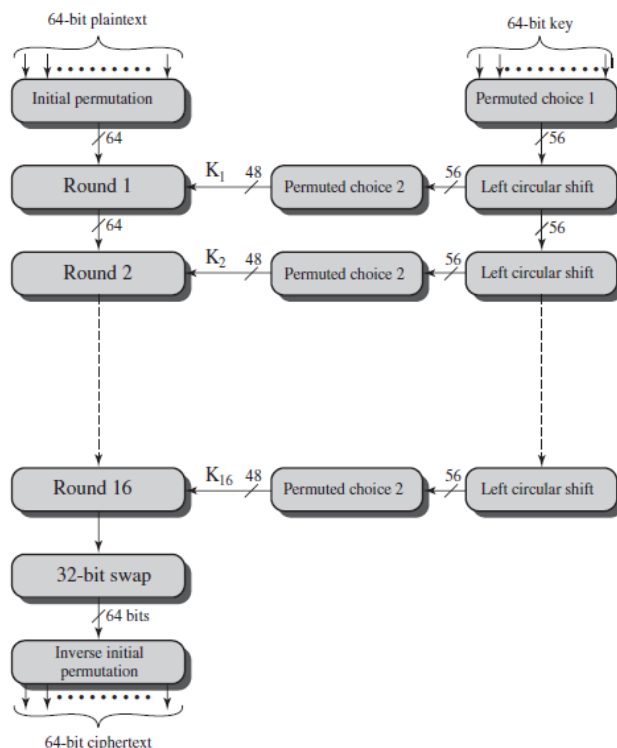 64-bit plaintext
64-bit key
Initial permutation
Permuted choice 1
64
56
Round 1
K1
48
Permuted choice 2
56
Left circular shift
64
56
Round 2
K2
48
Permuted choice 2
56
Left circular shift
Round 16
K16
48
Permuted choice 2
56
Left circular shift
32-bit swap
64 bits
Inverse initial
permutation
64-bit ciphertext